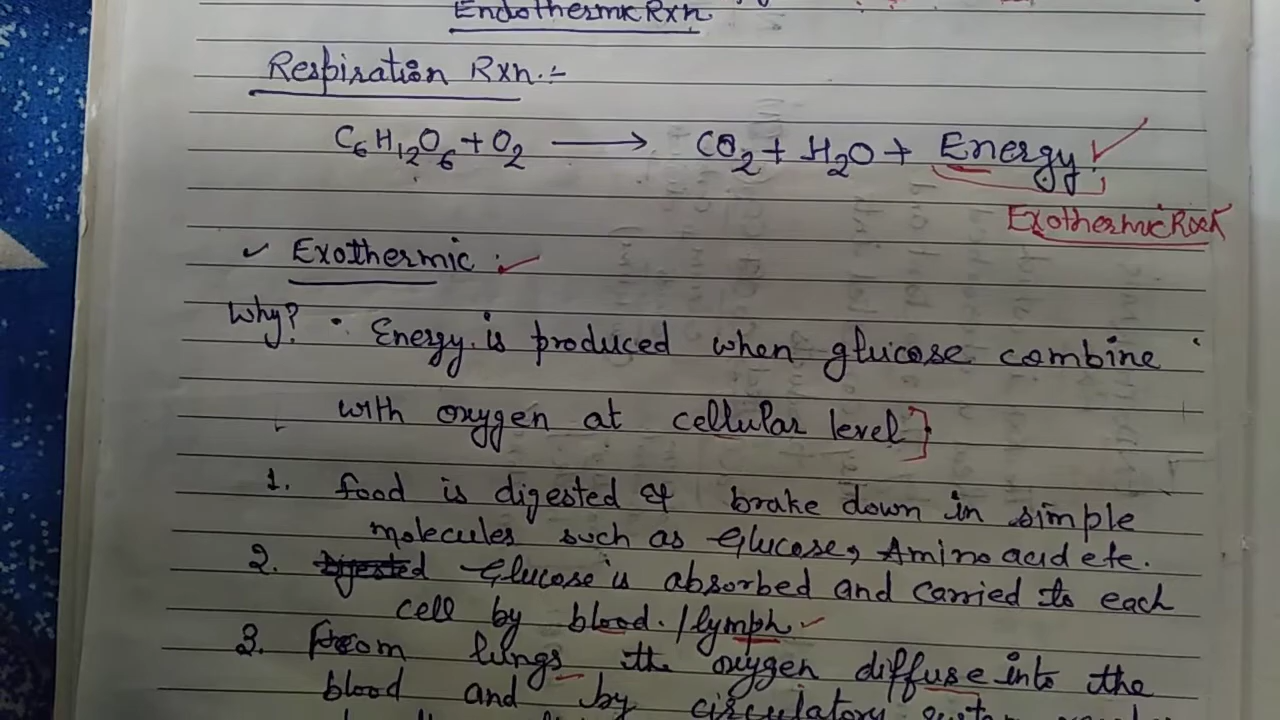 Endothermic Rxn.
Respiration Rxn.:-
C6H12O6 + O2 ⟶ CO2 + H2O + Energy
Exothermic Reat
Exothermic :
Why? • Energy is produced when glucose combine
with oxygen at cellular level
1. food is digested & brake down in simple
molecules such as Glucose, Amino acid etc.
2. Glucose is absorbed and carried to each
cell by blood./lymph.
3. From lungs the oxygen diffuse into the
blood and by circulatory